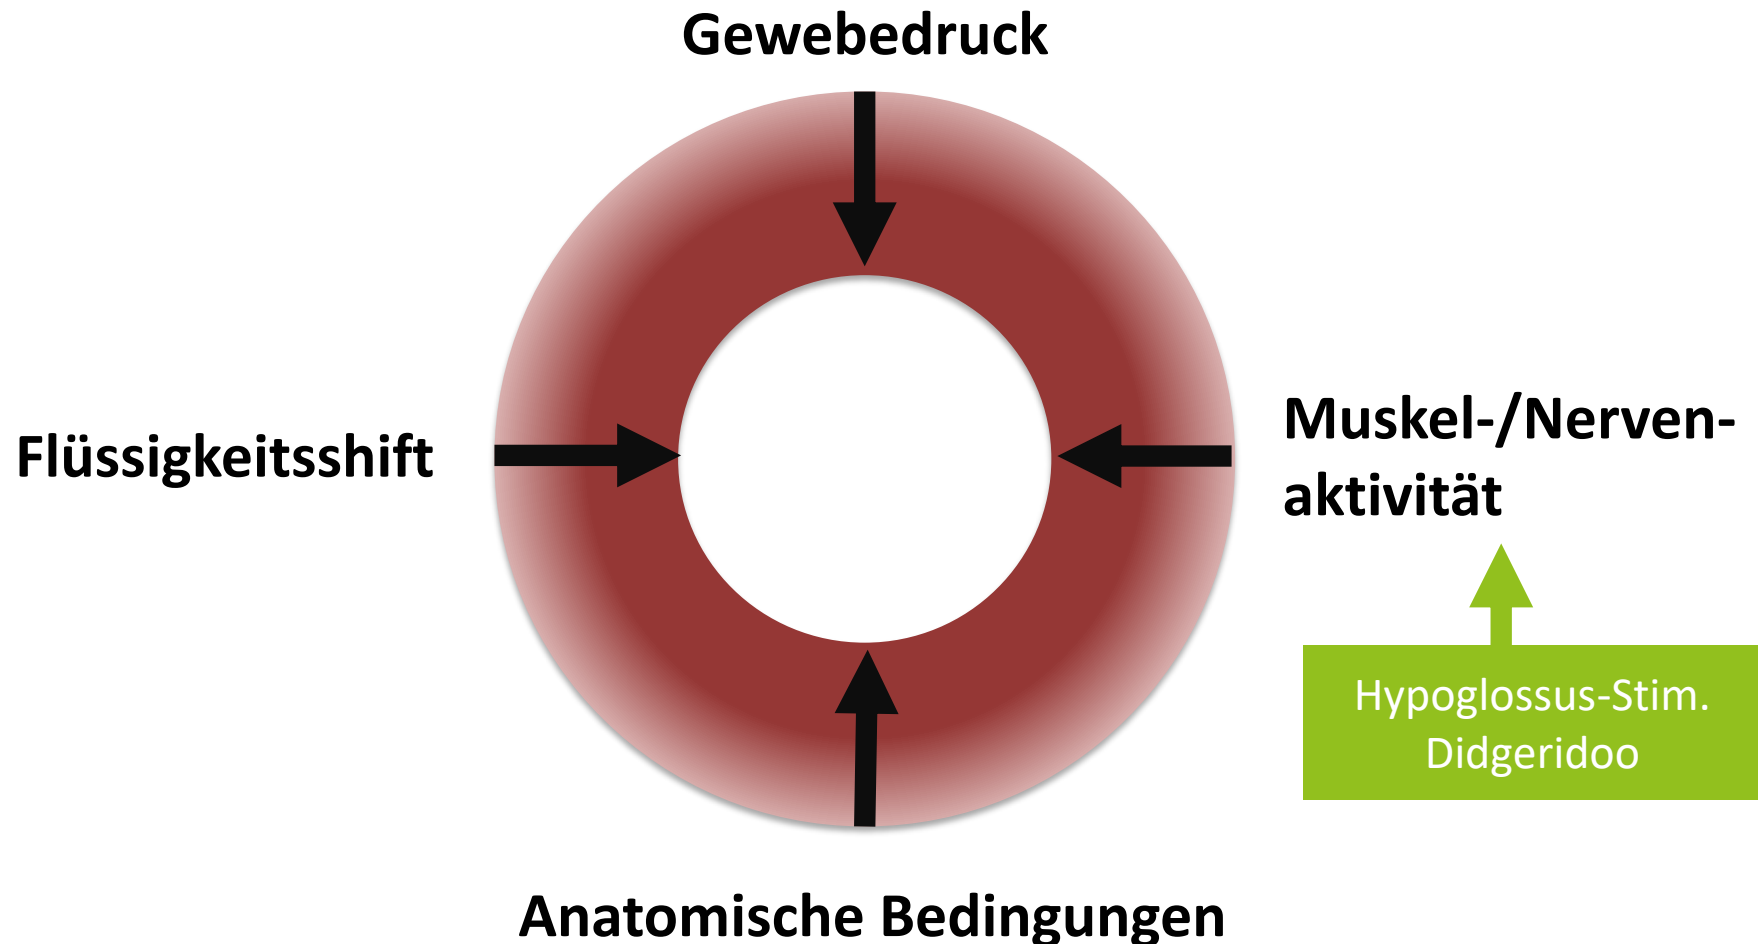 Gewebedruck
Flüssigkeitsshift
Muskel-/Nerven-
aktivität
Hypoglossus-Stim.
Didgeridoo
Anatomische Bedingungen